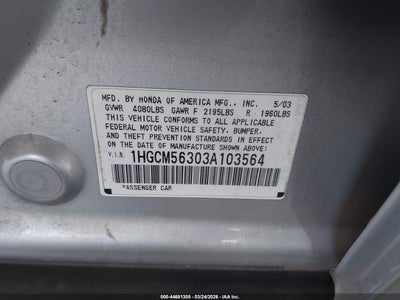 MFD. BY HONDA OF AMERICA MFG., INC. 5/03
GVWR 4080LBS GAWR F 2195LBS R 1960LBS
THIS VEHICLE CONFORMS TO ALL APPLICABLE
FEDERAL MOTOR VEHICLE SAFETY, BUMPER,
AND THEFT PREVENTION STANDARDS IN EFFECT
ON THE DATE OF MANUFACTURE SHOWN ABOVE:
V.I.N. 1HGCM56303A103564
PASSENGER CAR
000-44681305 - 03/24/2026 - IAA Inc.